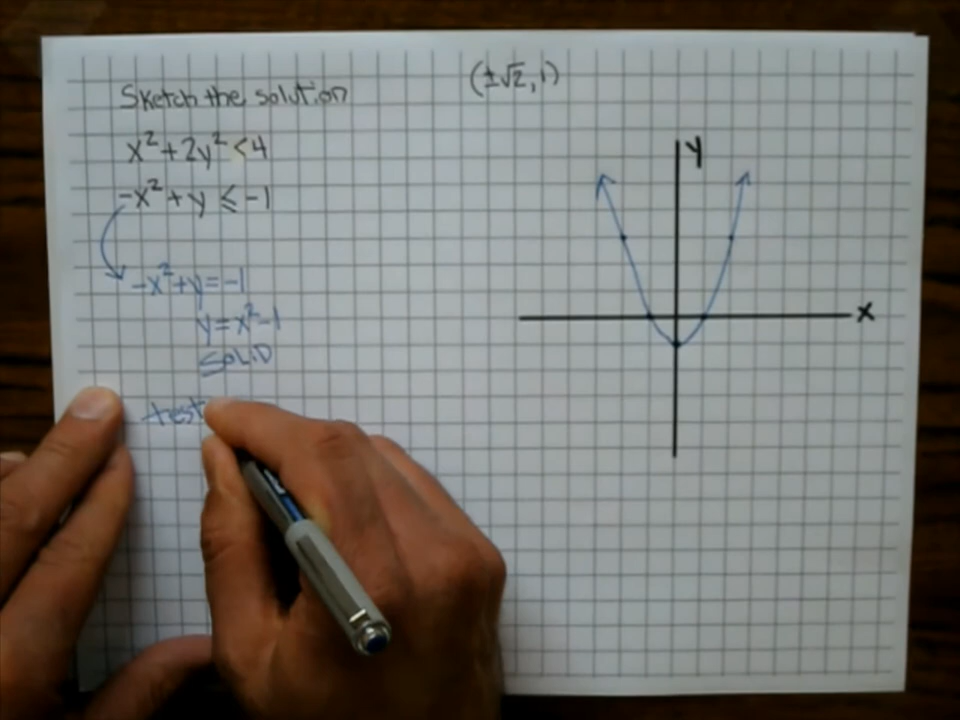 Sketch the solution
(±√2, 1)
x² + 2y² < 4
-x² + y ≤ -1
-x² + y = -1
y = x² - 1
SOLID
test
y
x